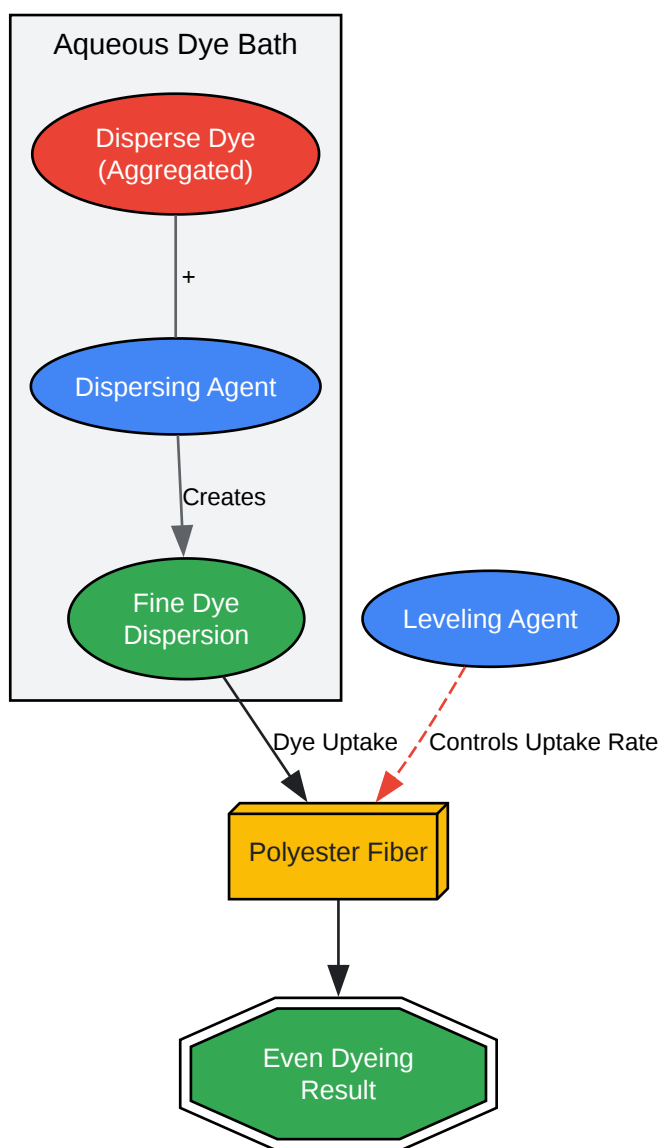 Aqueous Dye Bath
Disperse Dye
(Aggregated)
+
Dispersing Agent
Creates
Fine Dye
Dispersion
Leveling Agent
Dye Uptake
Controls Uptake Rate
Polyester Fiber
Even Dyeing
Result